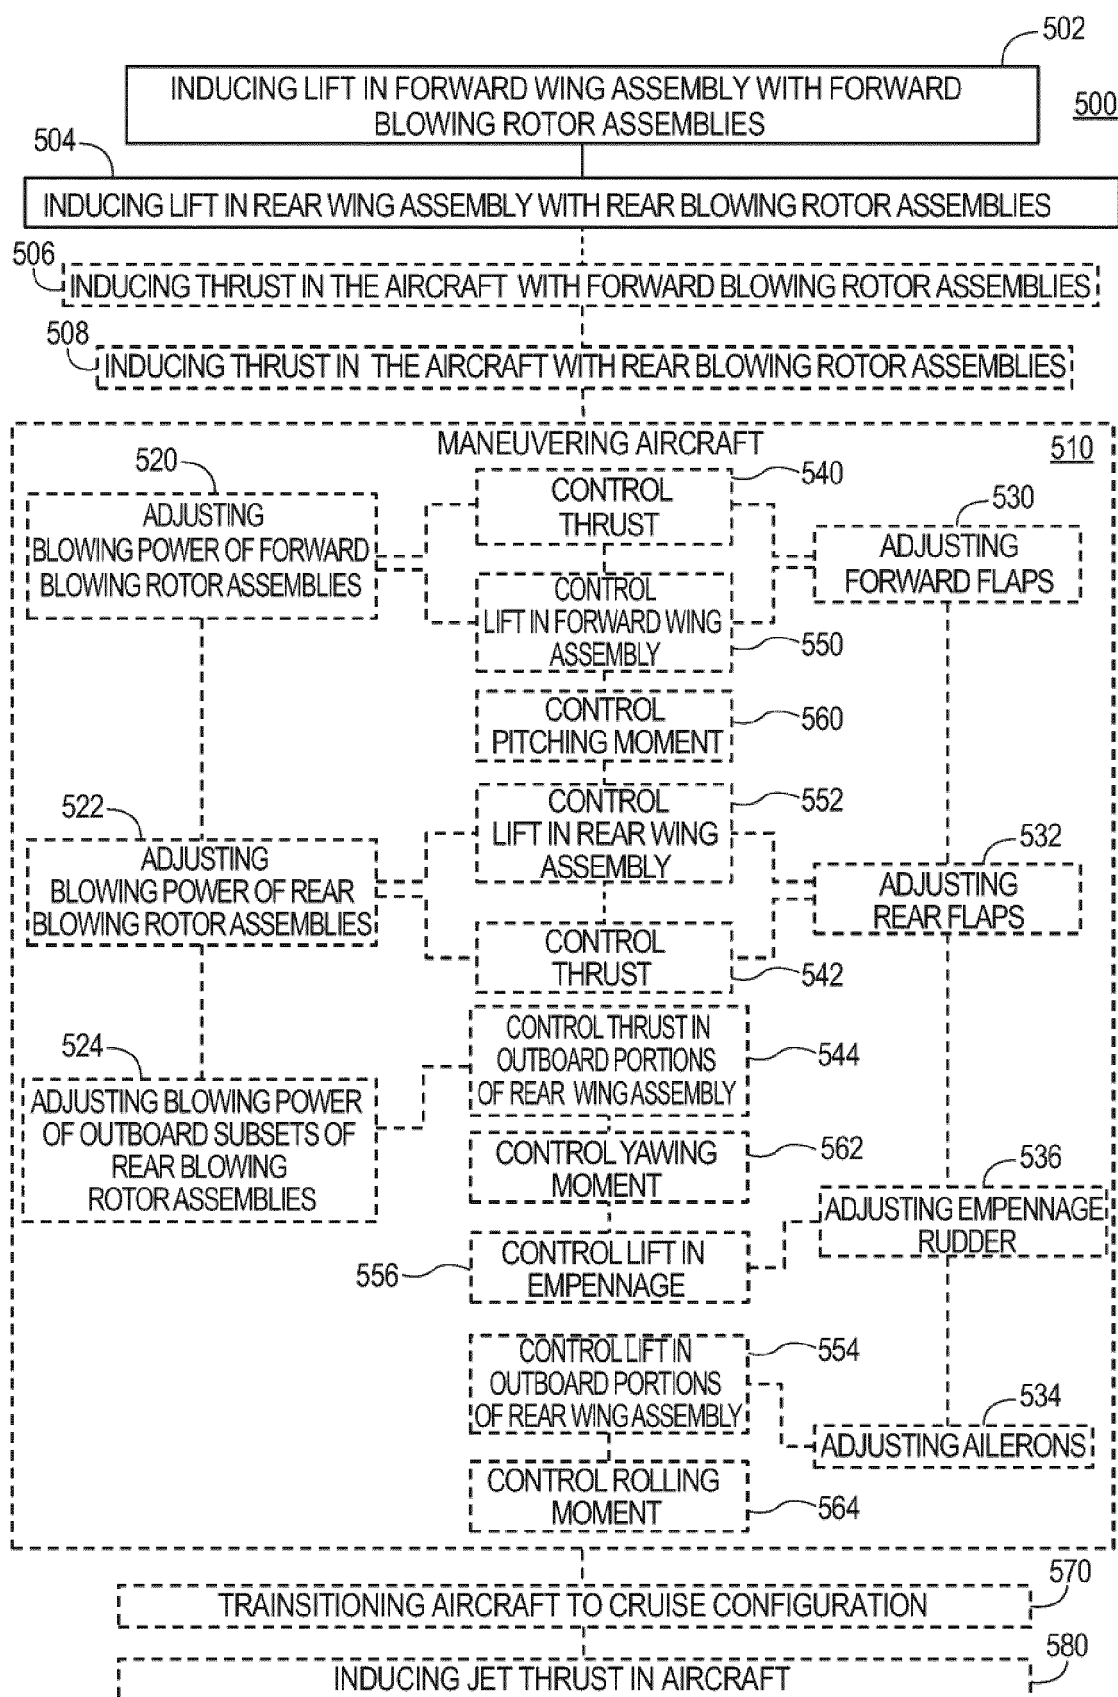 502
500
INDUCING LIFT IN FORWARD WING ASSEMBLY WITH FORWARD
BLOWING ROTOR ASSEMBLIES
504
INDUCING LIFT IN REAR WING ASSEMBLY WITH REAR BLOWING ROTOR ASSEMBLIES
506
INDUCING THRUST IN THE AIRCRAFT WITH FORWARD BLOWING ROTOR ASSEMBLIES
508
INDUCING THRUST IN THE AIRCRAFT WITH REAR BLOWING ROTOR ASSEMBLIES
MANEUVERING AIRCRAFT
510
520
ADJUSTING
BLOWING POWER OF FORWARD
BLOWING ROTOR ASSEMBLIES
CONTROL
THRUST
540
530
ADJUSTING
FORWARD FLAPS
CONTROL
LIFT IN FORWARD WING
ASSEMBLY
550
CONTROL
PITCHING MOMENT
560
522
ADJUSTING
BLOWING POWER OF REAR
BLOWING ROTOR ASSEMBLIES
CONTROL
LIFT IN REAR WING
ASSEMBLY
552
532
ADJUSTING
REAR FLAPS
CONTROL
THRUST
542
524
ADJUSTING BLOWING POWER
OF OUTBOARD SUBSETS OF
REAR BLOWING
ROTOR ASSEMBLIES
CONTROL THRUST IN
OUTBOARD PORTIONS
OF REAR WING ASSEMBLY
544
CONTROL YAWING
MOMENT
562
536
ADJUSTING EMPENNAGE
RUDDER
556
CONTROL LIFT IN
EMPENNAGE
CONTROL LIFT IN
OUTBOARD PORTIONS
OF REAR WING ASSEMBLY
554
534
ADJUSTING AILERONS
CONTROL ROLLING
MOMENT
564
570
TRAINSITIONING AIRCRAFT TO CRUISE CONFIGURATION
580
INDUCING JET THRUST IN AIRCRAFT